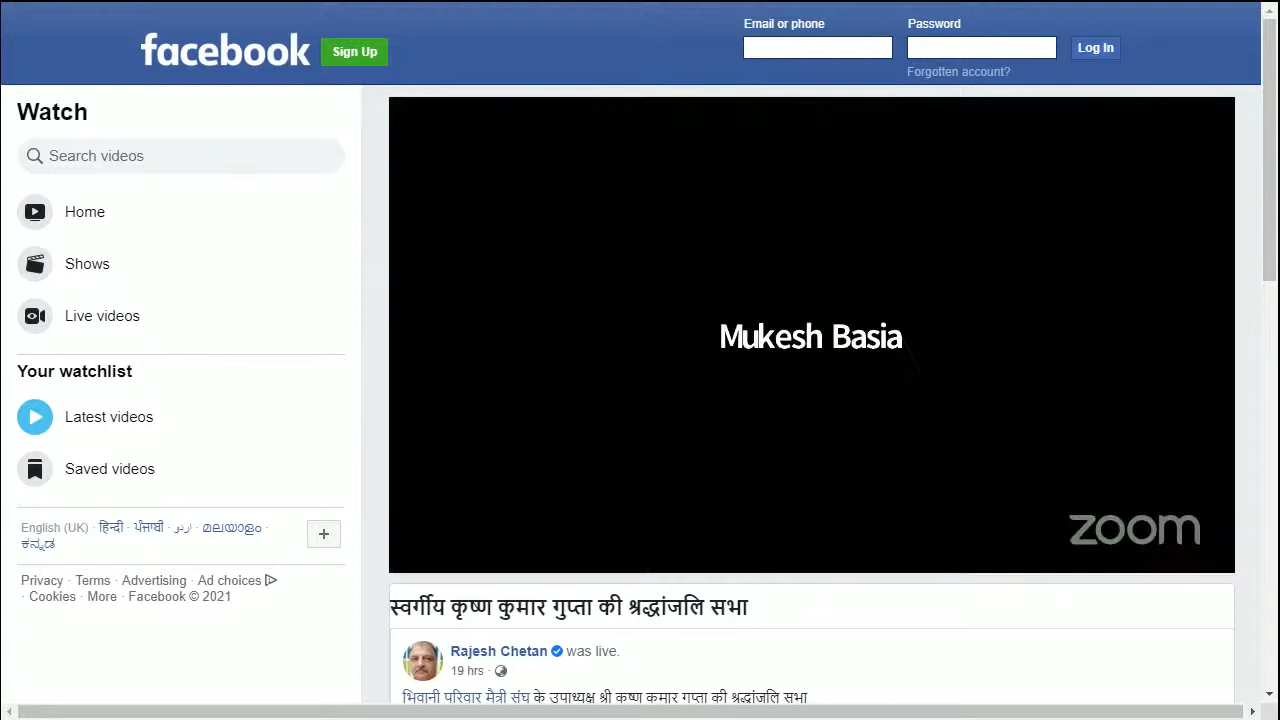 facebook
Sign Up
Email or phone
Password
Log In
Forgotten account?
Watch
Search videos
Home
Shows
Live videos
Your watchlist
Latest videos
Saved videos
English (UK) · हिन्दी · ਪੰਜਾਬੀ · اردو · മലയാളം ·
ಕನ್ನಡ
+
Privacy · Terms · Advertising · Ad choices
· Cookies · More · Facebook © 2021
Mukesh Basia
zoom
स्वर्गीय कृष्ण कुमार गुप्ता की श्रद्धांजलि सभा
Rajesh Chetan was live.
19 hrs ·
भिवानी परिवार मैत्री संघ के उपाध्यक्ष श्री कृष्ण कुमार गुप्ता की श्रद्धांजलि सभा